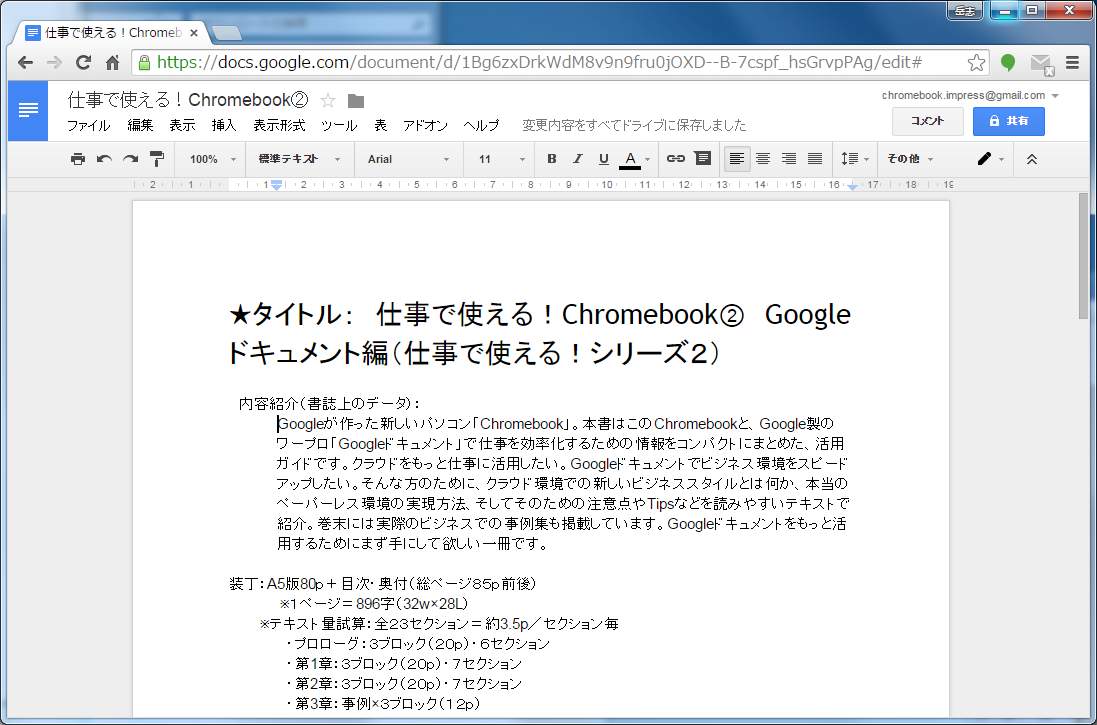 岳志
仕事で使える！Chromeb
https://docs.google.com/document/d/1Bg6zxDrkWdM8v9n9fru0jOXD--B-7cspf_hsGrvpPAg/edit#
仕事で使える！Chromebook②
chromebook.impress@gmail.com
ファイル 編集 表示 挿入 表示形式 ツール 表 アドオン ヘルプ 変更内容をすべてドライブに保存しました
コメント 共有
100% 標準テキスト Arial 11 B I U A その他
2 1 1 2 3 4 5 6 7 8 9 10 11 12 13 14 15 16 17 18 19
★タイトル： 仕事で使える！Chromebook② Google
ドキュメント編（仕事で使える！シリーズ２）
内容紹介（書誌上のデータ）：
Googleが作った新しいパソコン「Chromebook」。本書はこのChromebookと、Google製の
ワープロ「Googleドキュメント」で仕事を効率化するための情報をコンパクトにまとめた、活用
ガイドです。クラウドをもっと仕事に活用したい。Googleドキュメントでビジネス環境をスピード
アップしたい。そんな方のために、クラウド環境での新しいビジネススタイルとは何か、本当の
ペーパーレス環境の実現方法、そしてそのための注意点やTipsなどを読みやすいテキストで
紹介。巻末には実際のビジネスでの事例集も掲載しています。Googleドキュメントをもっと活
用するためにまず手にして欲しい一冊です。
装丁：A5版80p＋目次・奥付（総ページ８５ｐ前後）
※１ページ＝896字（32w×28L）
※テキスト量試算：全２３セクション＝約3.5p／セクション毎
・プロローグ：３ブロック（２０ｐ）・６セクション
・第1章：３ブロック（２０ｐ）・７セクション
・第2章：３ブロック（２０ｐ）・７セクション
・第3章：事例×３ブロック（１２ｐ）